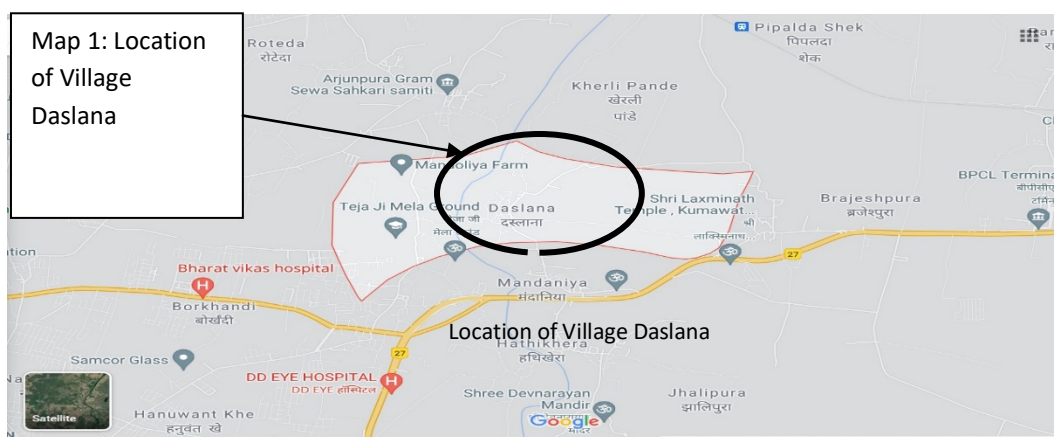 Map 1: Location
of Village
Daslana
Roteda
रोटेदा
Arjunpura Gram
Sewa Sahkari samiti
Pipalda Shek
पिपलदा
शेक
Kherli Pande
खेरली
पांडे
Mandoliya Farm
Teja Ji Mela Ground
Daslana
दस्लाना
Shri Laxminath
Temple , Kumawat...
श्री
Brajeshpura
ब्रजेशपुरा
BPCL Termina
27
Bharat vikas hospital
H
Borkhandi
बोरखंदी
Mandaniya
मंदानिया
Location of Village Daslana
Hathikhera
हथिखेरा
27
Samcor Glass
DD EYE HOSPITAL
DD EYE हॉस्पिटल
H
Shree Devnarayan
Mandir
Jhalipura
झालिपुरा
Satellite
Hanuwant Khe
हनुवंत खे
Google